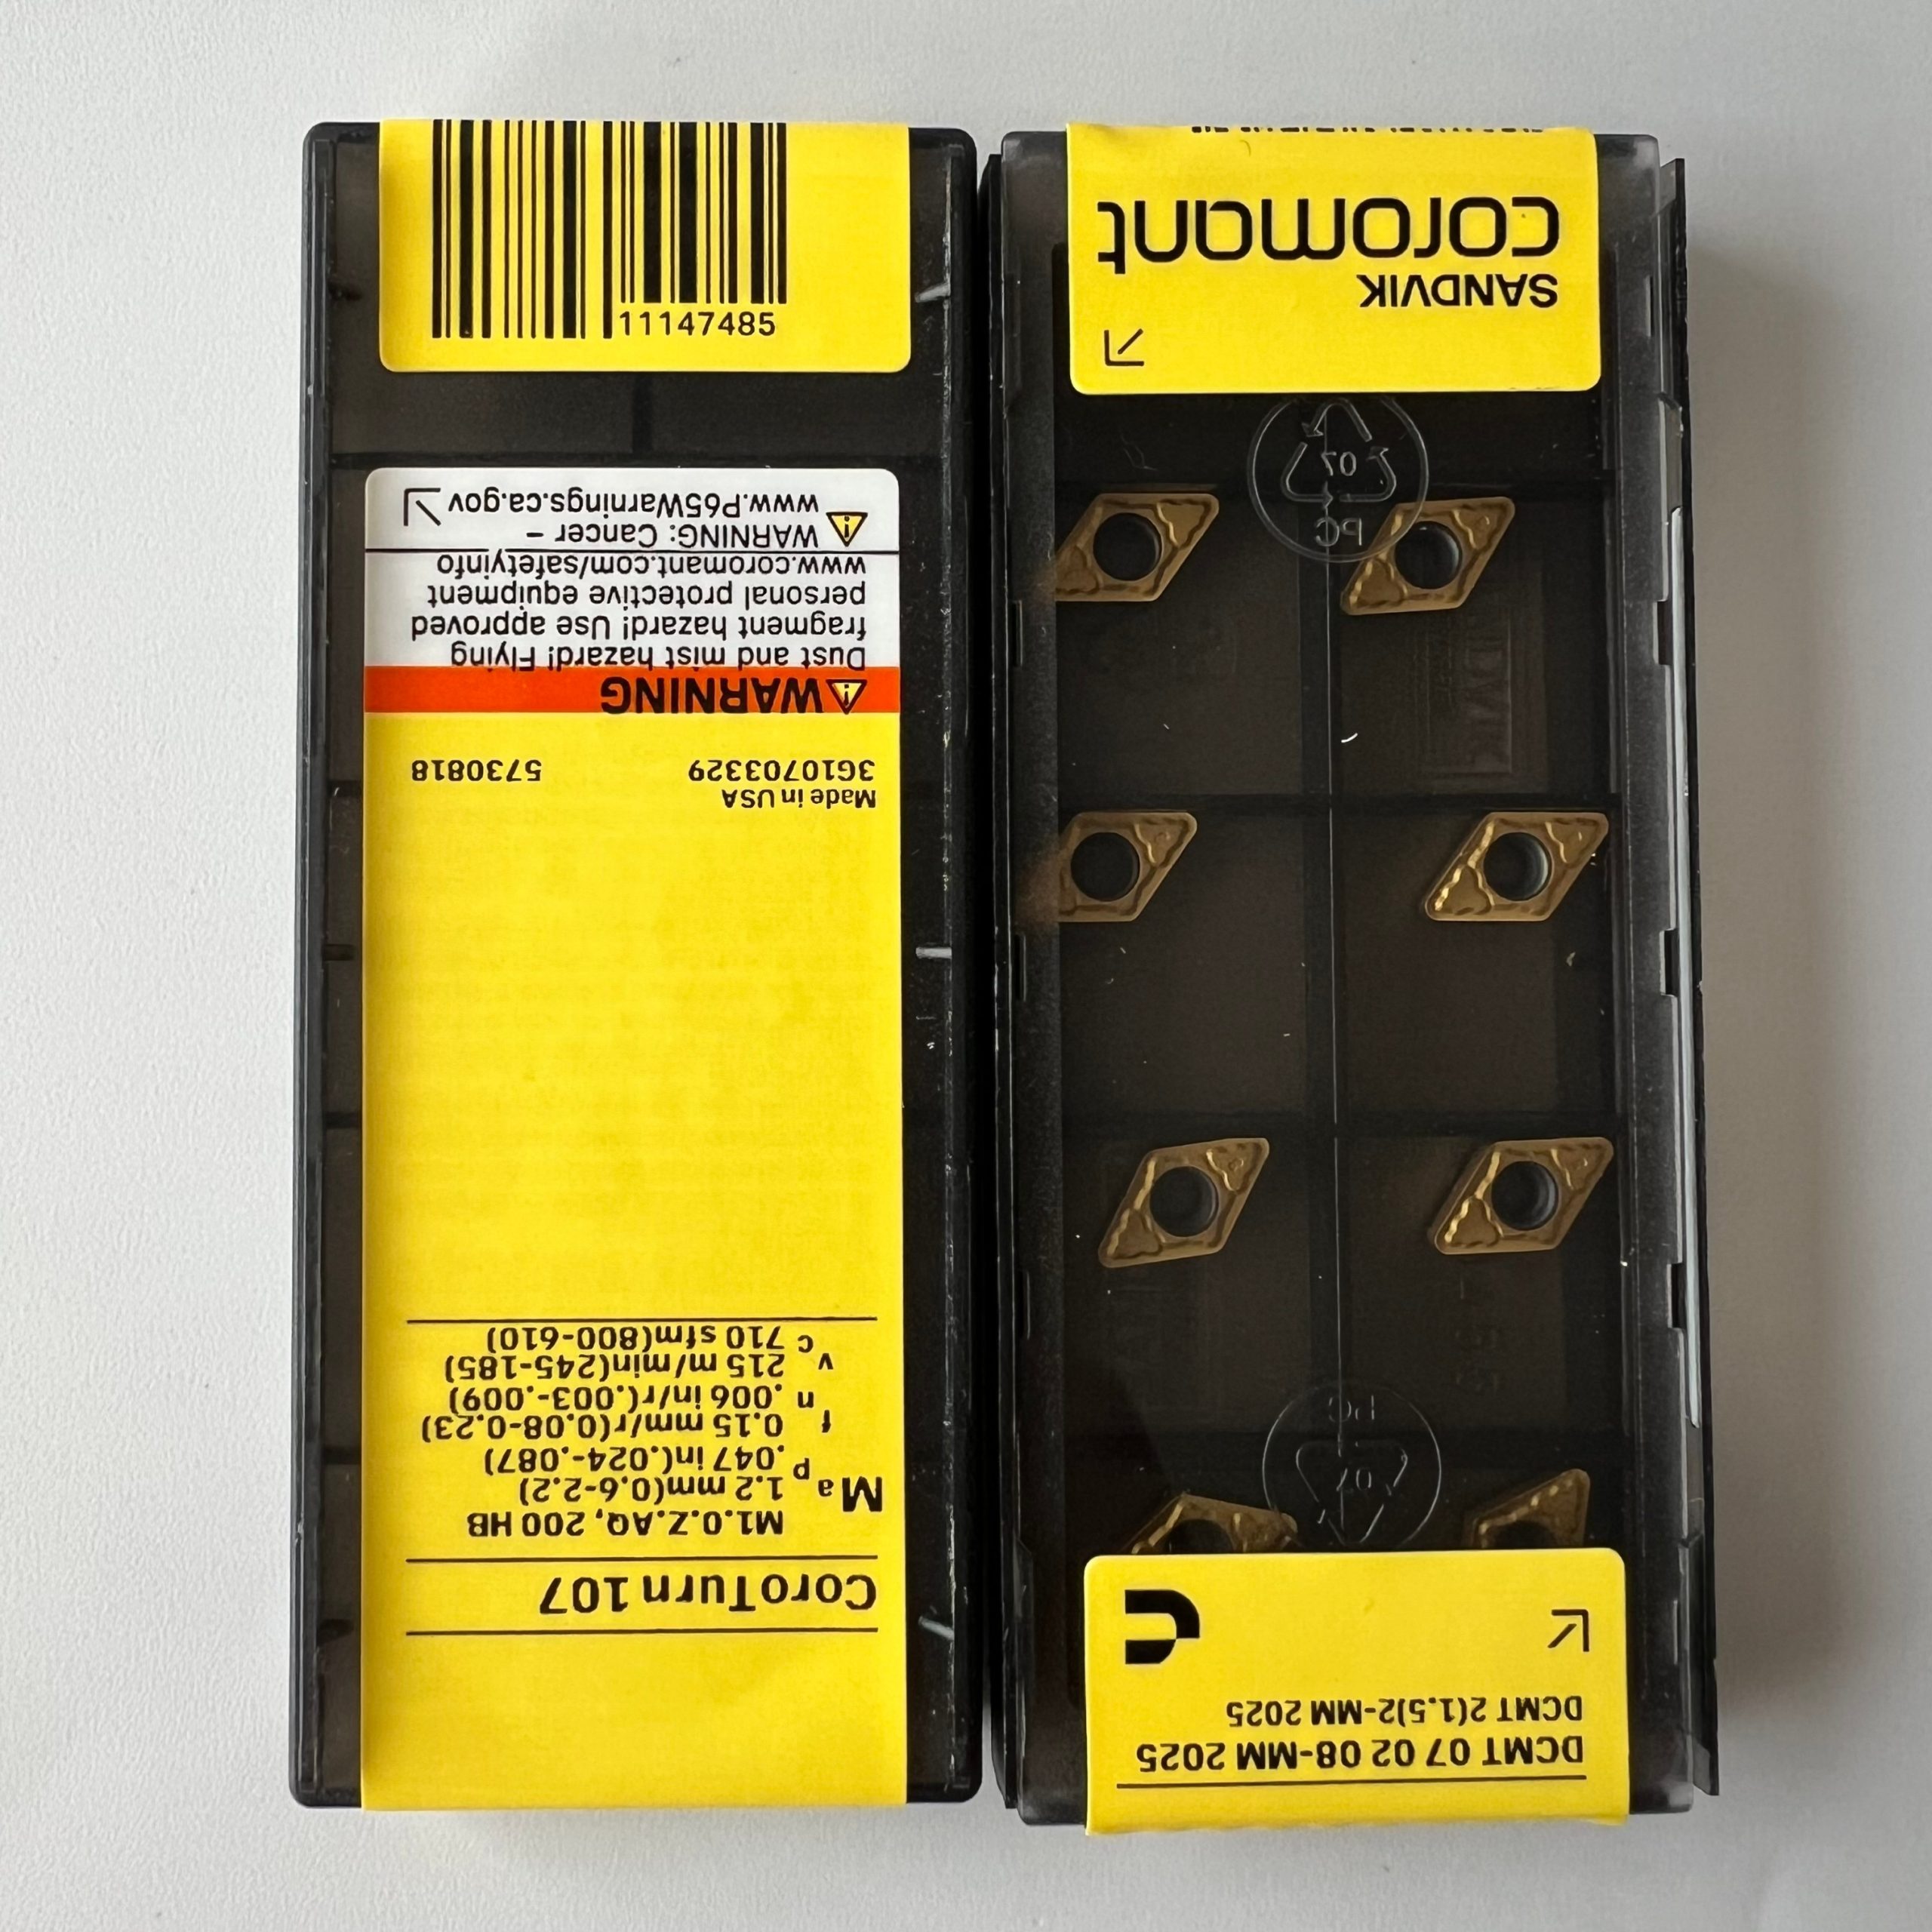 11147485
CoroTurn 107
M1.0.Z.AQ, 200 HB
M a p 1.2 mm(0.6-2.2)
.047 in(.024-.087)
f n 0.15 mm/r(0.08-0.23)
.006 in/r(.003-.009)
v c 215 m/min(245-185)
710 sfm(800-610)
Made in USA
3G10703329 5730818
WARNING
Dust and mist hazard! Flying
fragment hazard! Use approved
personal protective equipment
www.coromant.com/safetyinfo
WARNING: Cancer -
www.P65Warnings.ca.gov
DCMT 07 02 08-MM 2025
DCMT 2(1.5)2-MM 2025
SANDVIK
coromant
07
PC
07
PC